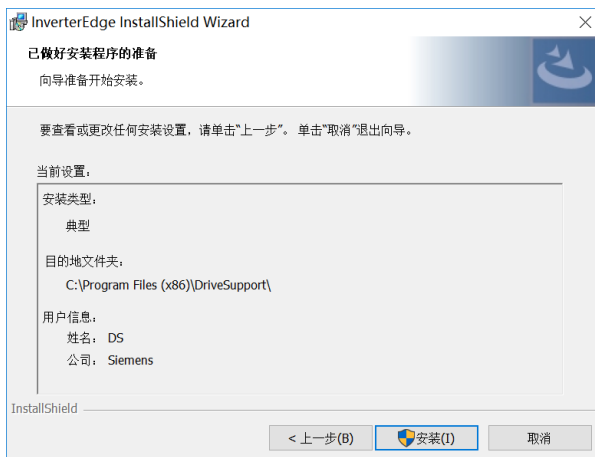 InverterEdge InstallShield Wizard
已做好安装程序的准备
向导准备开始安装。
要查看或更改任何安装设置，请单击“上一步”。 单击“取消”退出向导。
当前设置：
安装类型：
典型
目的地文件夹：
C:\Program Files (x86)\DriveSupport\
用户信息：
姓名： DS
公司： Siemens
InstallShield
< 上一步(B) 安装(I) 取消